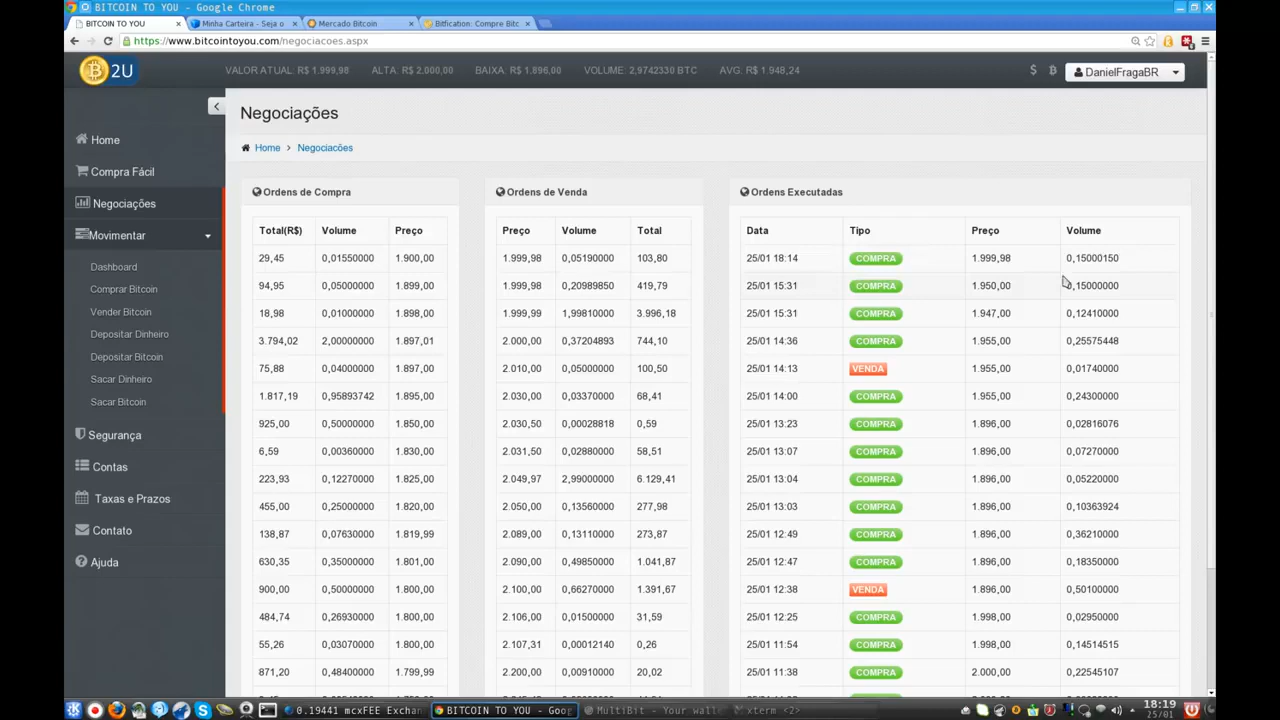 BITCOIN TO YOU - Google Chrome
BITCOIN TO YOU
Minha Carteira - Seja o
Mercado Bitcoin
Bitfication: Compre Bitc
https://www.bitcointoyou.com/negociacoes.aspx
2U
VALOR ATUAL: R$ 1.999,98 ALTA: R$ 2.000,00 BAIXA: R$ 1.896,00 VOLUME: 2,9742330 BTC AVG: R$ 1.948,24
DanielFragaBR
Negociações
Home > Negociacões
Home
Compra Fácil
Negociações
Movimentar
Dashboard
Comprar Bitcoin
Vender Bitcoin
Depositar Dinheiro
Depositar Bitcoin
Sacar Dinheiro
Sacar Bitcoin
Segurança
Contas
Taxas e Prazos
Contato
Ajuda
Ordens de Compra
Total(R$) Volume Preço
29,45 0,01550000 1.900,00
94,95 0,05000000 1.899,00
18,98 0,01000000 1.898,00
3.794,02 2,00000000 1.897,01
75,88 0,04000000 1.897,00
1.817,19 0,95893742 1.895,00
925,00 0,50000000 1.850,00
6,59 0,00360000 1.830,00
223,93 0,12270000 1.825,00
455,00 0,25000000 1.820,00
138,87 0,07630000 1.819,99
630,35 0,35000000 1.801,00
900,00 0,50000000 1.800,00
484,74 0,26930000 1.800,00
55,26 0,03070000 1.800,00
871,20 0,48400000 1.799,99
Ordens de Venda
Preço Volume Total
1.999,98 0,05190000 103,80
1.999,98 0,20989850 419,79
1.999,99 1,99810000 3.996,18
2.000,00 0,37204893 744,10
2.010,00 0,05000000 100,50
2.030,00 0,03370000 68,41
2.030,50 0,00028818 0,59
2.031,50 0,02880000 58,51
2.049,97 2,99000000 6.129,41
2.050,00 0,13560000 277,98
2.089,00 0,13110000 273,87
2.090,00 0,49850000 1.041,87
2.100,00 0,66270000 1.391,67
2.106,00 0,01500000 31,59
2.107,31 0,00012140 0,26
2.200,00 0,00910000 20,02
Ordens Executadas
Data Tipo Preço Volume
25/01 18:14 COMPRA 1.999,98 0,15000150
25/01 15:31 COMPRA 1.950,00 0,15000000
25/01 15:31 COMPRA 1.947,00 0,12410000
25/01 14:36 COMPRA 1.955,00 0,25575448
25/01 14:13 VENDA 1.955,00 0,01740000
25/01 14:00 COMPRA 1.955,00 0,24300000
25/01 13:23 COMPRA 1.896,00 0,02816076
25/01 13:07 COMPRA 1.896,00 0,07270000
25/01 13:04 COMPRA 1.896,00 0,05220000
25/01 13:03 COMPRA 1.896,00 0,10363924
25/01 12:49 COMPRA 1.896,00 0,36210000
25/01 12:47 COMPRA 1.896,00 0,18350000
25/01 12:38 VENDA 1.896,00 0,50100000
25/01 12:25 COMPRA 1.998,00 0,02950000
25/01 11:54 COMPRA 1.998,00 0,14514515
25/01 11:38 COMPRA 2.000,00 0,22545107
0.19441 mcxFEE Exchan
BITCOIN TO YOU - Goo
MultiBit - Your walle
xterm <2>
18:19
25/01